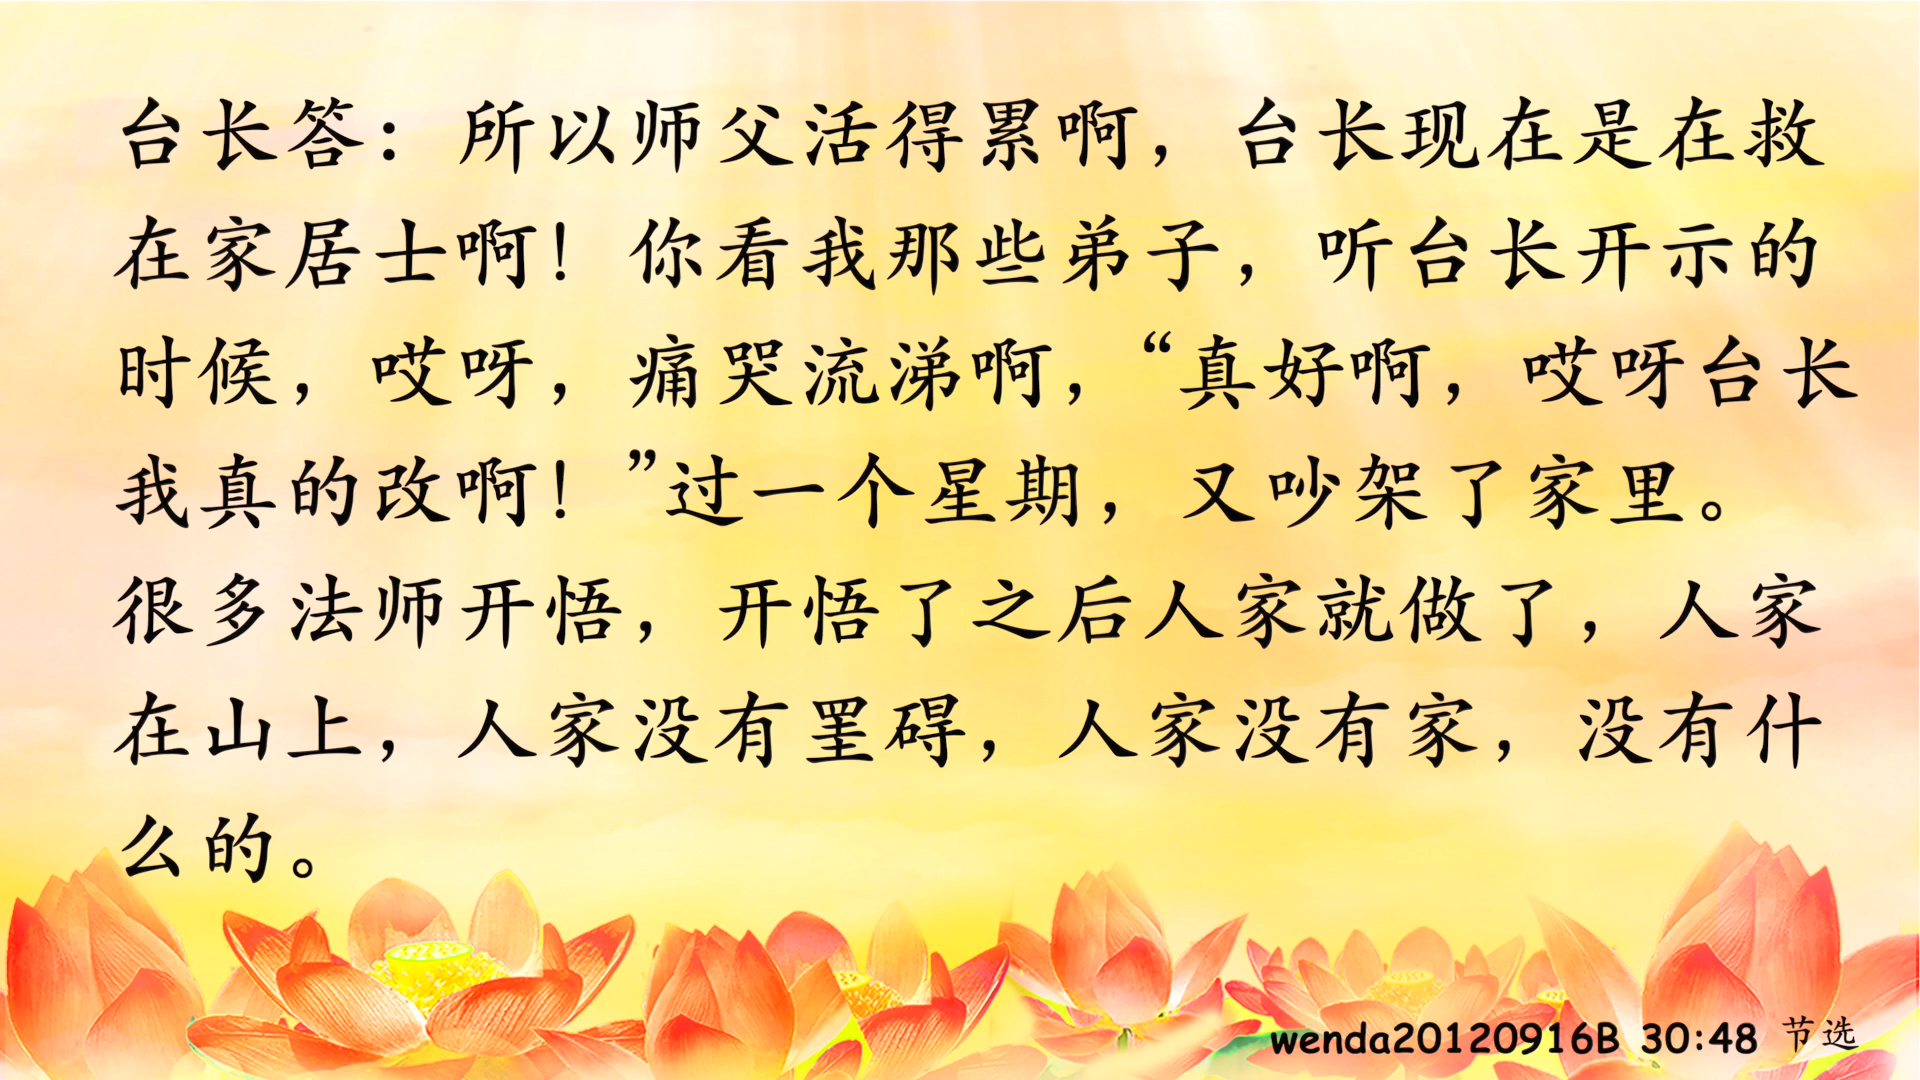 台长答：所以师父活得累啊，台长现在是在救
在家居士啊！你看我那些弟子，听台长开示的
时候，哎呀，痛哭流涕啊，“真好啊，哎呀台长
我真的改啊！”过一个星期，又吵架了家里。
很多法师开悟，开悟了之后人家就做了，人家
在山上，人家没有罣碍，人家没有家，没有什
么的。
wenda20120916B 30:48 节选